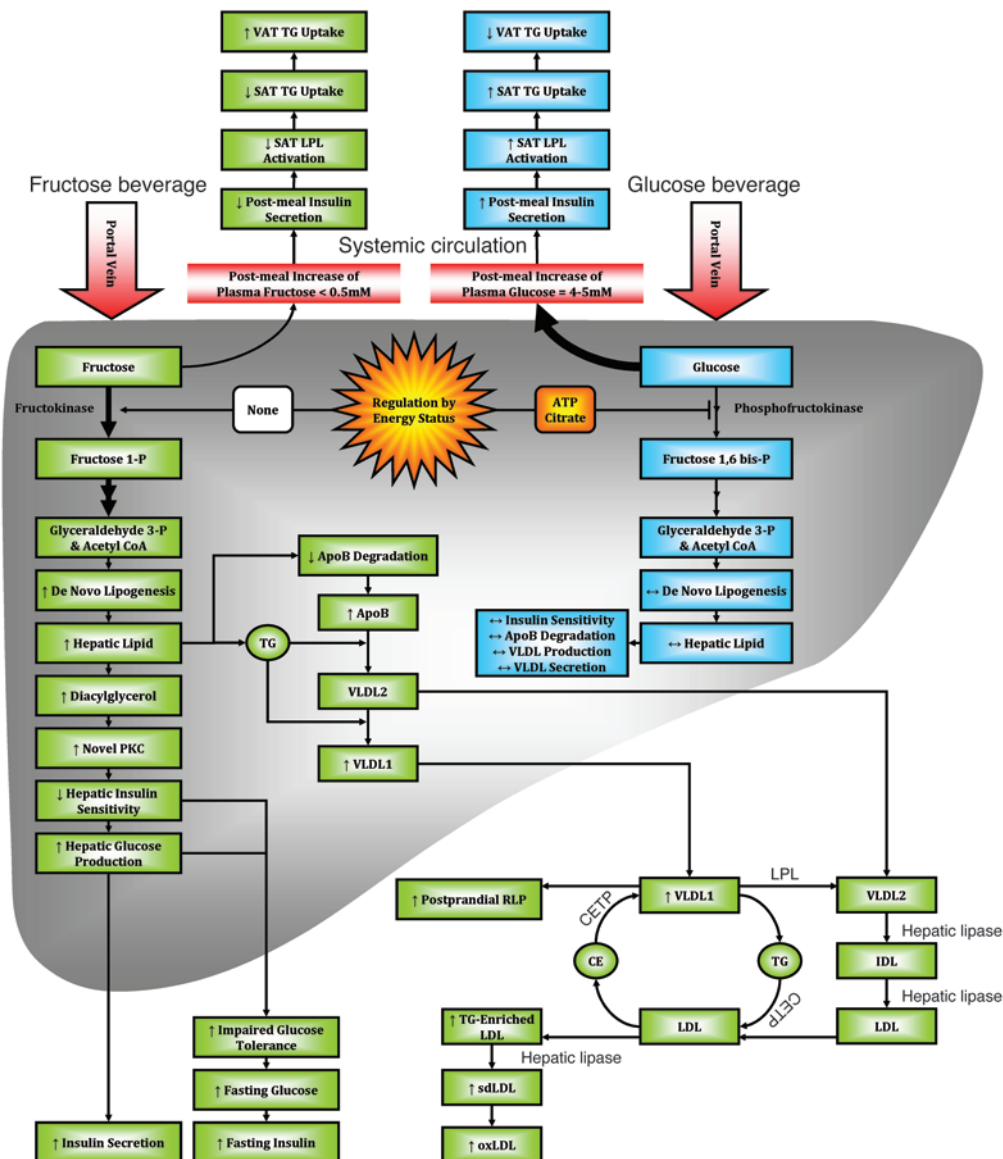 ↑ VAT TG Uptake
↓ SAT TG Uptake
↓ SAT LPL
Activation
↓ Post-meal Insulin
Secretion
↓ VAT TG Uptake
↑ SAT TG Uptake
↑ SAT LPL
Activation
↑ Post-meal Insulin
Secretion
Fructose beverage
Glucose beverage
Portal Vein
Portal Vein
Systemic circulation
Post-meal Increase of
Plasma Fructose < 0.5mM
Post-meal Increase of
Plasma Glucose = 4-5mM
Fructose
Fructokinase
None
Regulation by
Energy Status
ATP
Citrate
Glucose
Phosphofructokinase
Fructose 1-P
Glyceraldehyde 3-P
& Acetyl CoA
↑ De Novo Lipogenesis
↑ Hepatic Lipid
↑ Diacylglycerol
↑ Novel PKC
↓ Hepatic Insulin
Sensitivity
↑ Hepatic Glucose
Production
↓ ApoB Degradation
↑ ApoB
TG
VLDL2
↑ VLDL1
Fructose 1,6 bis-P
Glyceraldehyde 3-P
& Acetyl CoA
↔ De Novo Lipogenesis
↔ Hepatic Lipid
↔ Insulin Sensitivity
↔ ApoB Degradation
↔ VLDL Production
↔ VLDL Secretion
↑ Postprandial RLP
↑ VLDL1
LPL
VLDL2
Hepatic lipase
IDL
Hepatic lipase
LDL
CETP
CE
TG
CETP
LDL
↑ TG-Enriched
LDL
Hepatic lipase
↑ sdLDL
↑ oxLDL
↑ Impaired Glucose
Tolerance
↑ Fasting Glucose
↑ Fasting Insulin
↑ Insulin Secretion